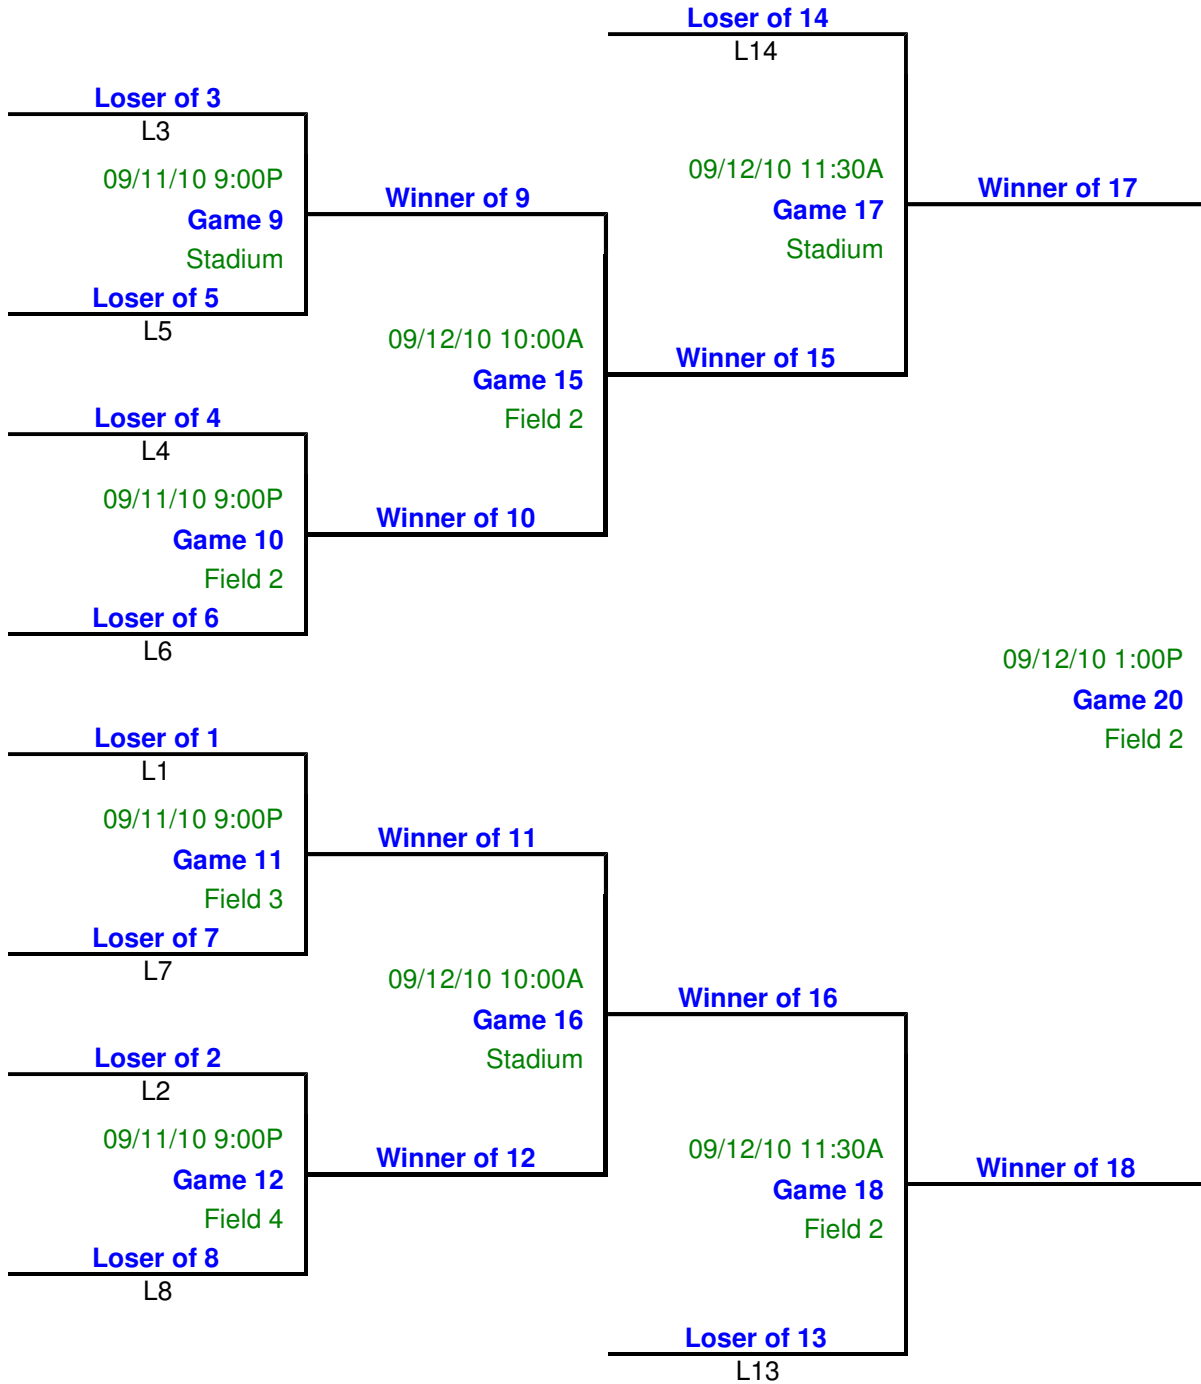 Loser of 14
L14
Loser of 3
L3
09/11/10 9:00P
Game 9
Stadium
Loser of 5
L5
Winner of 9
09/12/10 11:30A
Game 17
Stadium
Winner of 17
09/12/10 10:00A
Game 15
Field 2
Winner of 15
Loser of 4
L4
09/11/10 9:00P
Game 10
Field 2
Loser of 6
L6
Winner of 10
09/12/10 1:00P
Game 20
Field 2
Loser of 1
L1
09/11/10 9:00P
Game 11
Field 3
Loser of 7
L7
Winner of 11
09/12/10 10:00A
Game 16
Stadium
Winner of 16
Loser of 2
L2
09/11/10 9:00P
Game 12
Field 4
Loser of 8
L8
Winner of 12
09/12/10 11:30A
Game 18
Field 2
Winner of 18
Loser of 13
L13